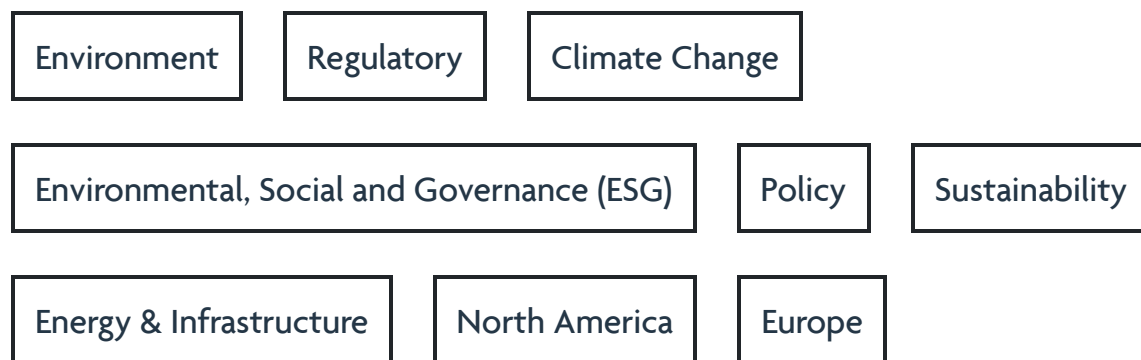 Environment Regulatory Climate Change
Environmental, Social and Governance (ESG) Policy Sustainability
Energy & Infrastructure North America Europe